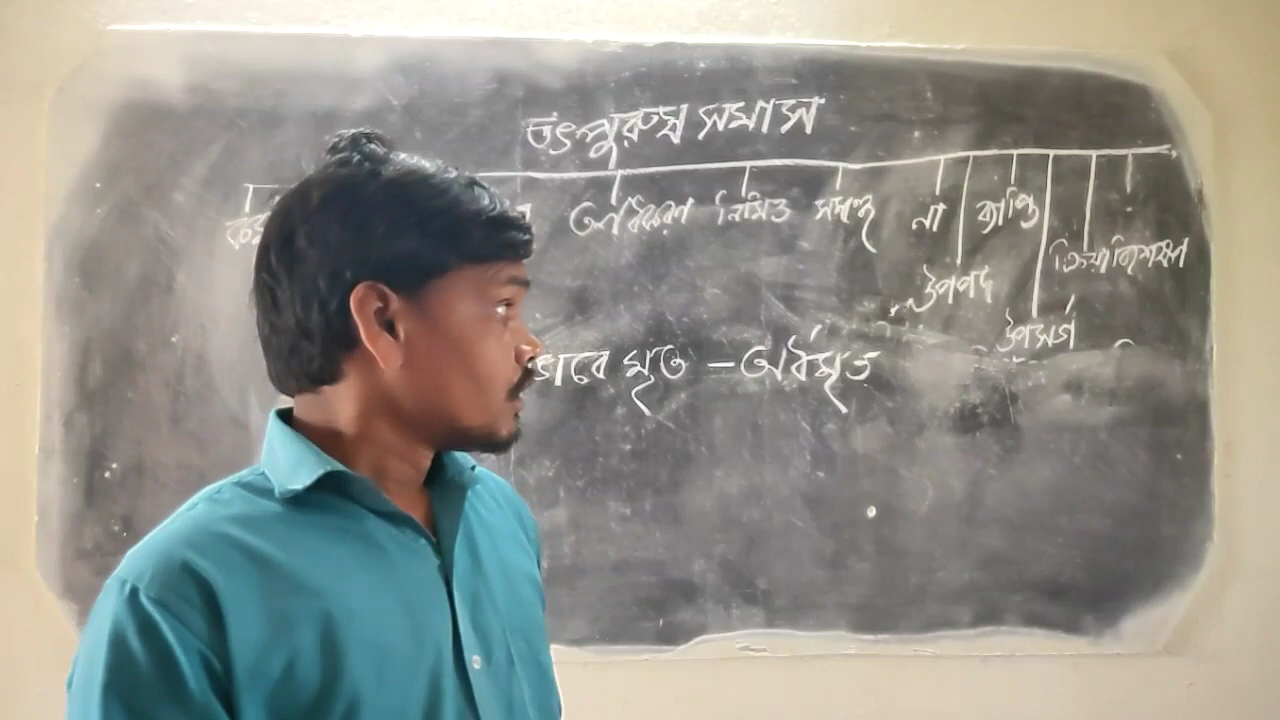 তৎপুরুষ সমাস
অধিকরণ নিমিত্ত সম্বন্ধ না ব্যাপ্তি
ক্রিয়াবিশেষণ
উপপদ
উপসর্গ
ভাবে মৃত – অর্ধমৃত